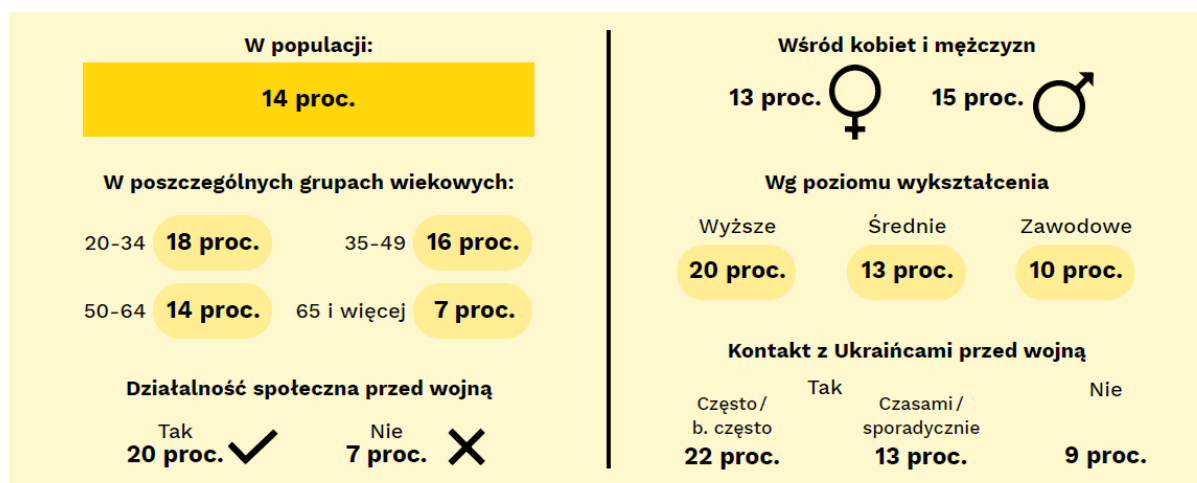 W populacji:
14 proc.
W poszczególnych grupach wiekowych:
20-34 18 proc. 35-49 16 proc.
50-64 14 proc. 65 i więcej 7 proc.
Działalność społeczna przed wojną
Tak Nie
20 proc. 7 proc.
Wśród kobiet i mężczyzn
13 proc. 15 proc.
Wg poziomu wykształcenia
Wyższe Średnie Zawodowe
20 proc. 13 proc. 10 proc.
Kontakt z Ukraińcami przed wojną
Tak Nie
Często/ Czasami/
b. często sporadycznie
22 proc. 13 proc. 9 proc.